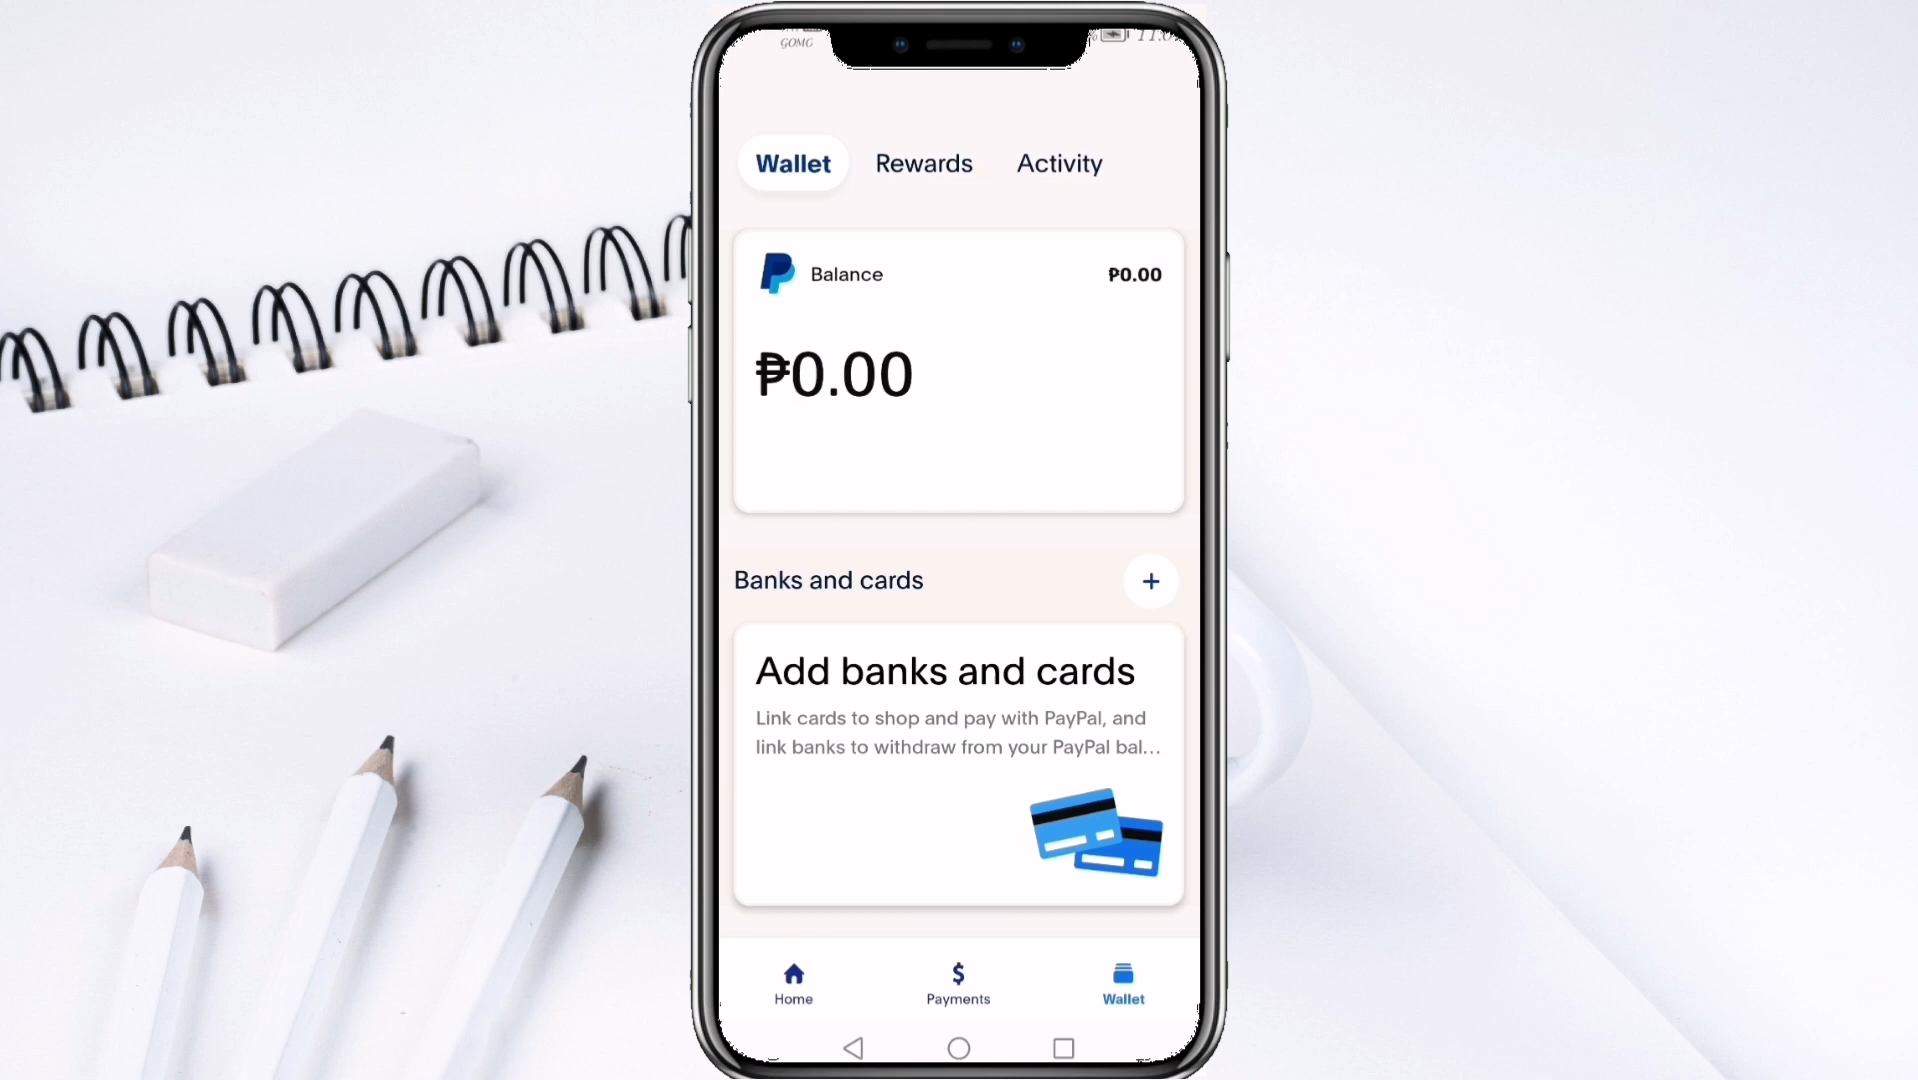 GOMG
Wallet
Rewards
Activity
Balance
₱0.00
₱0.00
Banks and cards
+
Add banks and cards
Link cards to shop and pay with PayPal, and
link banks to withdraw from your PayPal bal...
Home
Payments
Wallet